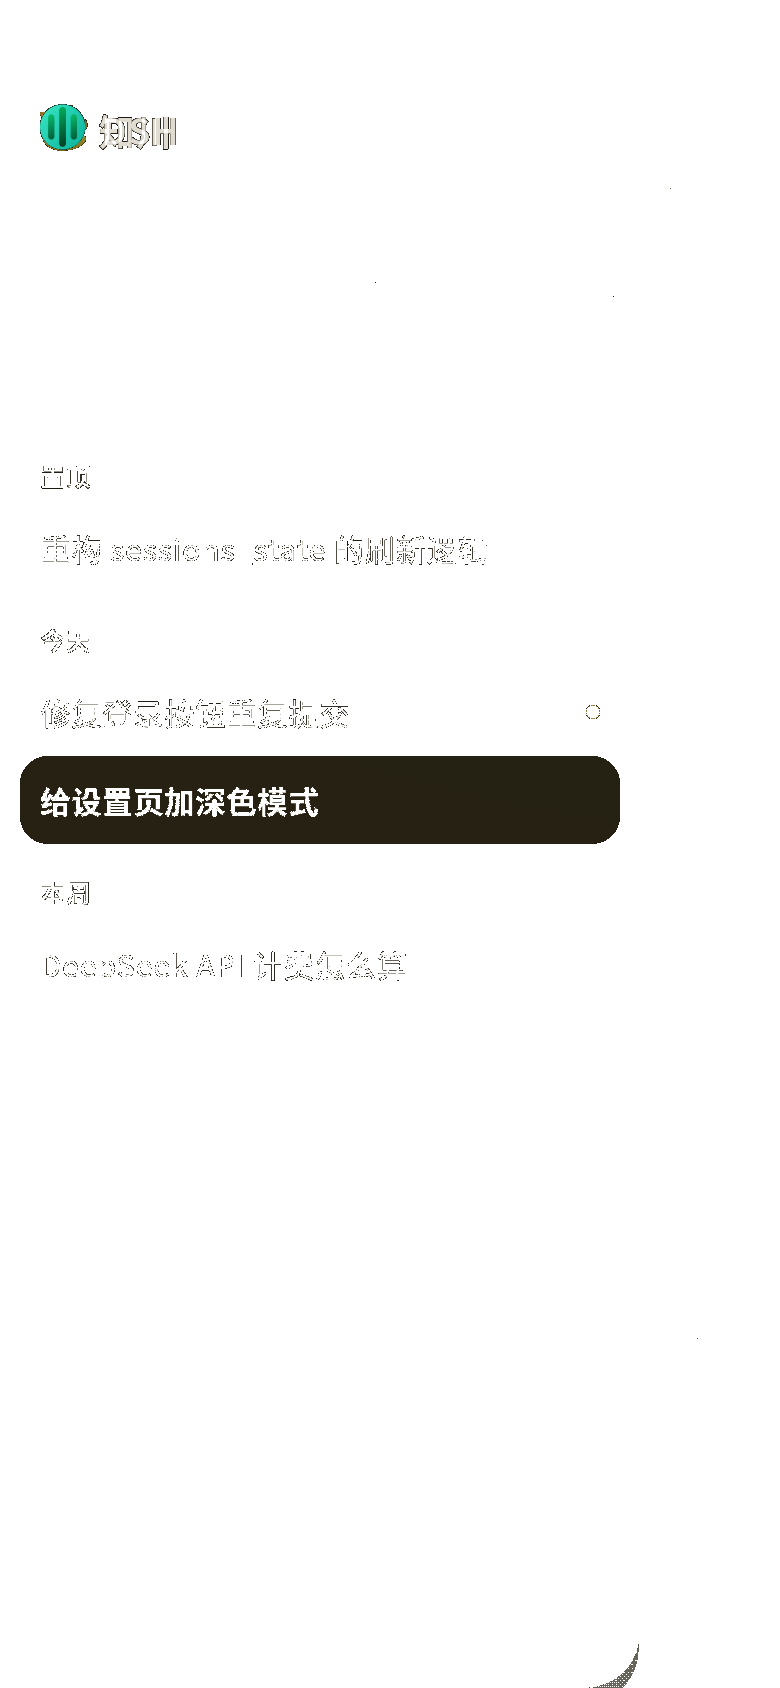 置顶
重构 sessions_state 的刷新逻辑
今天
修复登录按钮重复提交
给设置页加深色模式
本周
DeepSeek API 计费怎么算